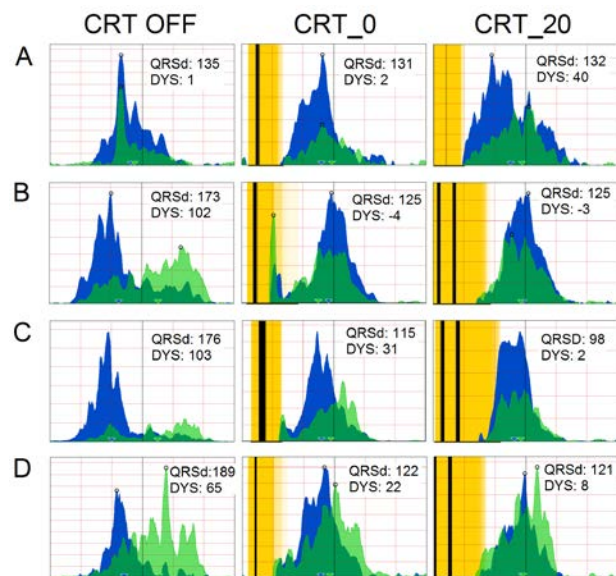 CRT OFF CRT_0 CRT_20
A
QRSd: 135
DYS: 1
QRSd: 131
DYS: 2
QRSd: 132
DYS: 40
B
QRSd: 173
DYS: 102
QRSd: 125
DYS: -4
QRSd: 125
DYS: -3
C
QRSd: 176
DYS: 103
QRSd: 115
DYS: 31
QRSD: 98
DYS: 2
D
QRSd:189
DYS: 65
QRSd: 122
DYS: 22
QRSd: 121
DYS: 8